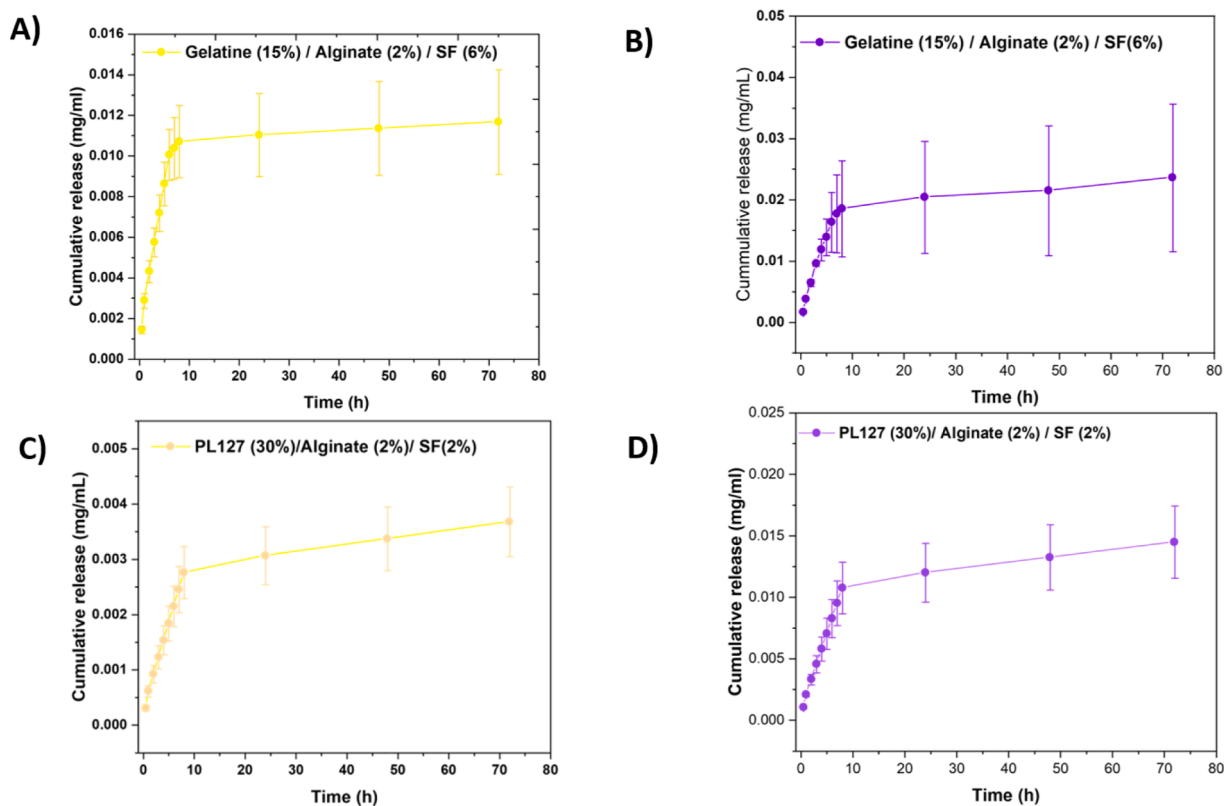 A)
Gelatine (15%) / Alginate (2%) / SF (6%)
Cumulative release (mg/ml)
0.016
0.014
0.012
0.010
0.008
0.006
0.004
0.002
0.000
0 10 20 30 40 50 60 70 80
Time (h)
B)
Gelatine (15%) / Alginate (2%) / SF(6%)
Cummulative release (mg/mL)
0.05
0.04
0.03
0.02
0.01
0.00
0 10 20 30 40 50 60 70 80
Time (h)
C)
PL127 (30%)/Alginate (2%)/ SF(2%)
Cumulative release (mg/mL)
0.005
0.004
0.003
0.002
0.001
0.000
0 10 20 30 40 50 60 70 80
Time (h)
D)
PL127 (30%)/ Alginate (2%) / SF (2%)
Cumulative release (mg/ml)
0.025
0.020
0.015
0.010
0.005
0.000
0 10 20 30 40 50 60 70 80
Time (h)